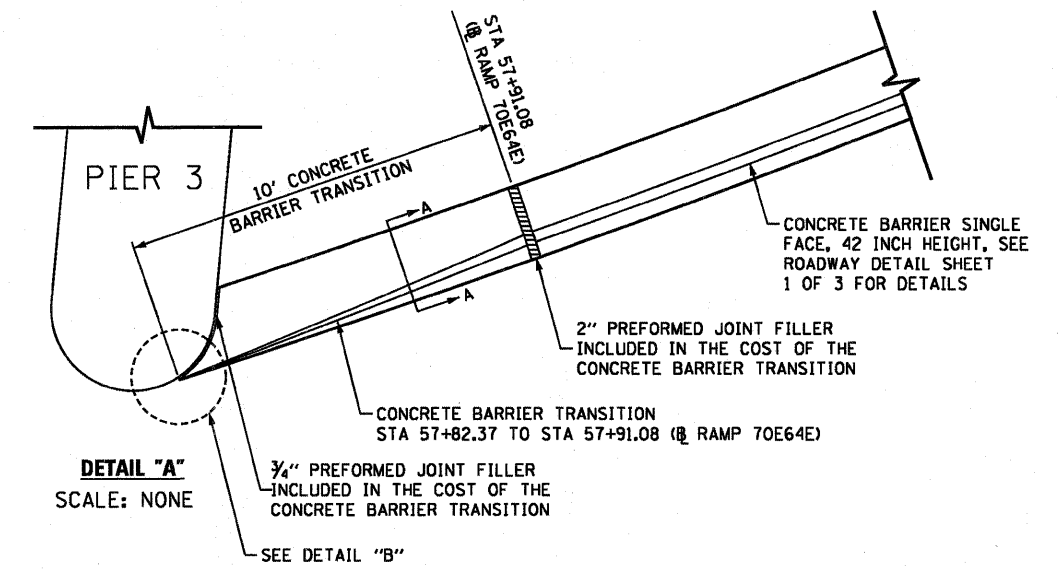 STA 57+91.08
(℄ RAMP 70E64E)
PIER 3
10' CONCRETE
BARRIER TRANSITION
A
A
CONCRETE BARRIER SINGLE
FACE, 42 INCH HEIGHT, SEE
ROADWAY DETAIL SHEET
1 OF 3 FOR DETAILS
2" PREFORMED JOINT FILLER
INCLUDED IN THE COST OF THE
CONCRETE BARRIER TRANSITION
CONCRETE BARRIER TRANSITION
STA 57+82.37 TO STA 57+91.08 (BL RAMP 70E64E)
DETAIL "A"
SCALE: NONE
3/4" PREFORMED JOINT FILLER
INCLUDED IN THE COST OF THE
CONCRETE BARRIER TRANSITION
SEE DETAIL "B"